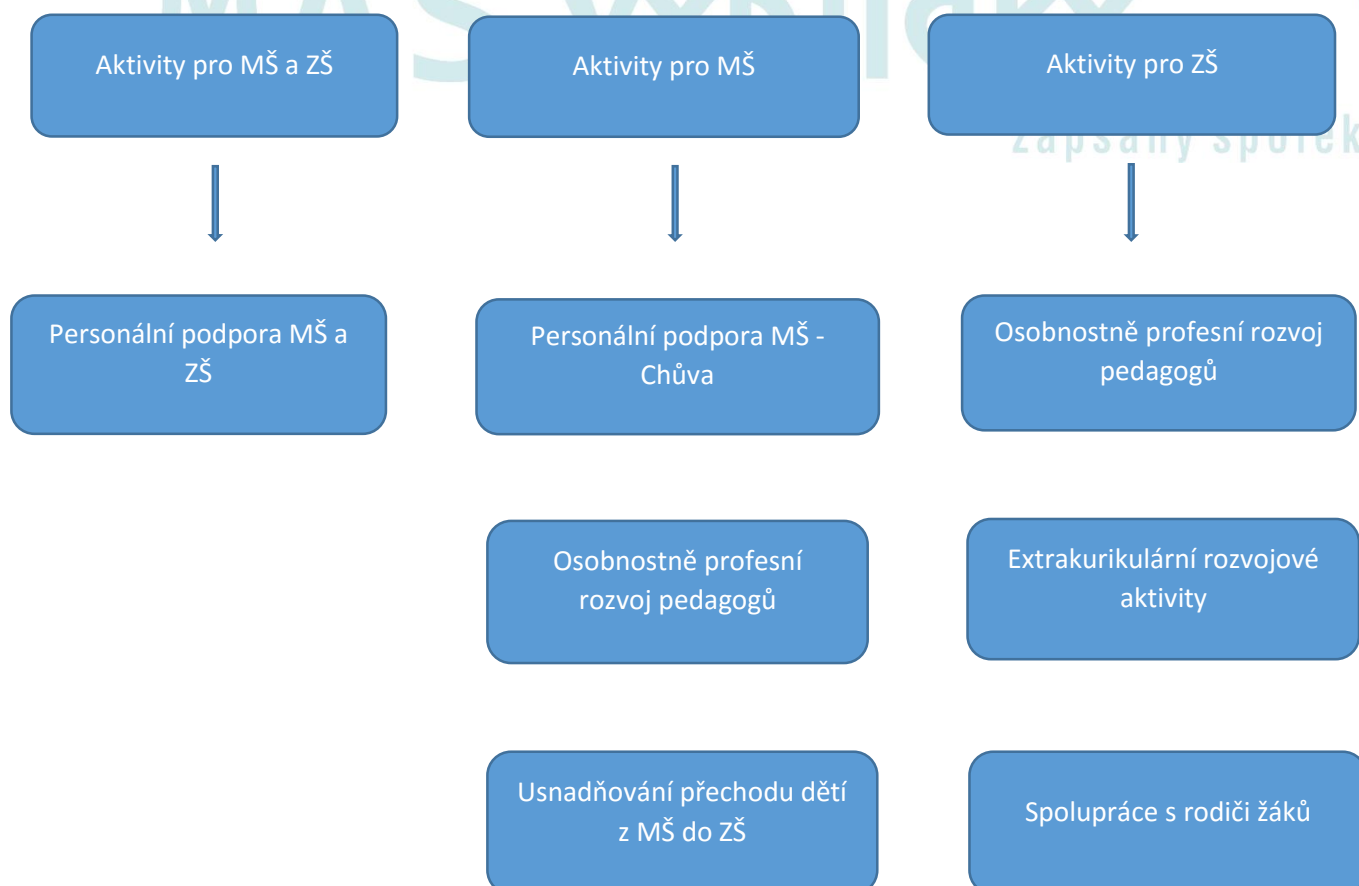 Aktivity pro MŠ a ZŠ
Aktivity pro MŠ
Aktivity pro ZŠ
zapsaný spolek
Personální podpora MŠ a
ZŠ
Personální podpora MŠ -
Chůva
Osobnostně profesní rozvoj
pedagogů
Osobnostně profesní
rozvoj pedagogů
Extrakurikulární rozvojové
aktivity
Usnadňování přechodu dětí
z MŠ do ZŠ
Spolupráce s rodiči žáků